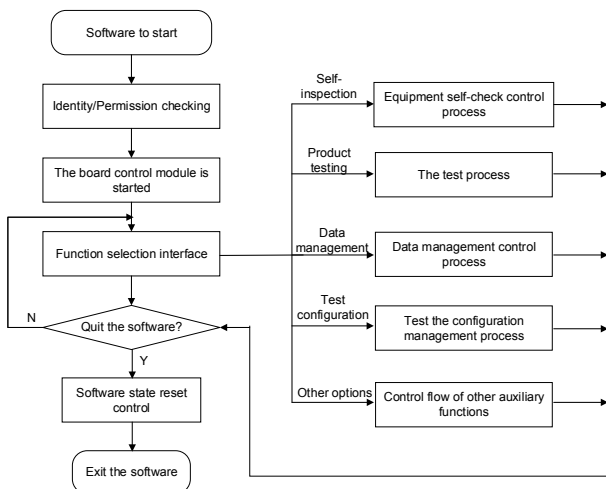 Software to start
Identity/Permission checking
The board control module is
started
Function selection interface
Quit the software?
N
Y
Software state reset
control
Exit the software
Self-
inspection
Equipment self-check control
process
Product
testing
The test process
Data
management
Data management control
process
Test
configuration
Test the configuration
management process
Other options
Control flow of other auxiliary
functions